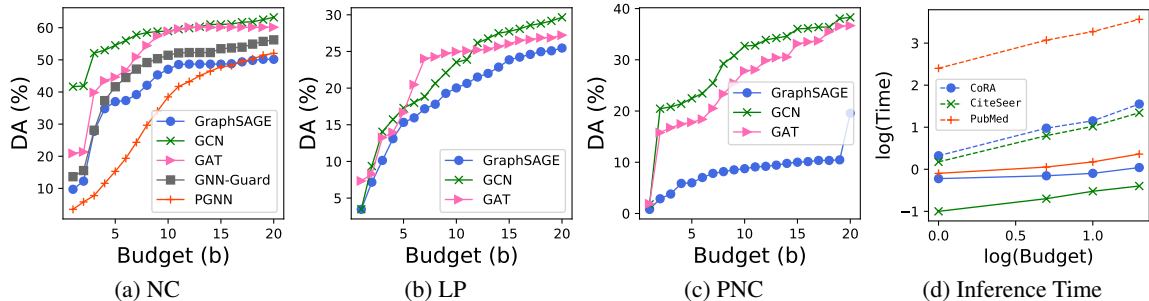 DA (%)
60
50
40
30
20
10
GraphSAGE
GCN
GAT
GNN-Guard
PGNN
5
10
15
20
Budget (b)
(a) NC
DA (%)
30
25
20
15
10
5
GraphSAGE
GCN
GAT
5
10
15
20
Budget (b)
(b) LP
DA (%)
40
30
20
10
0
GraphSAGE
GCN
GAT
5
10
15
20
Budget (b)
(c) PNC
log(Time)
3
2
1
0
−1
CoRA
CiteSeer
PubMed
0.0
0.5
1.0
log(Budget)
(d) Inference Time